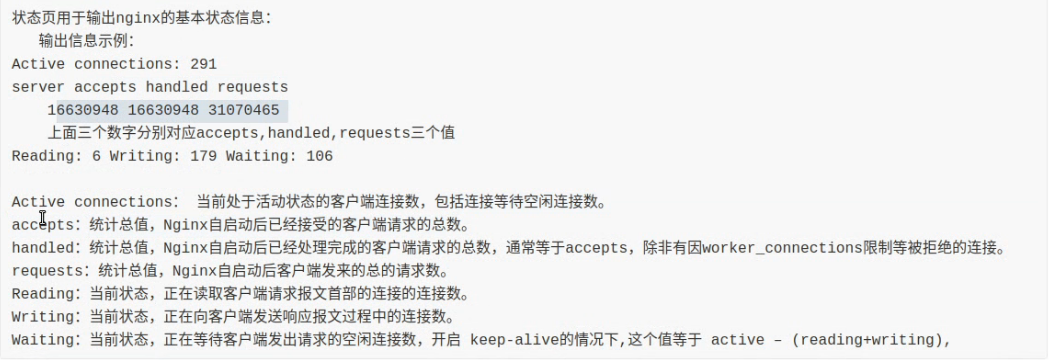 状态页用于输出nginx的基本状态信息：
输出信息示例：
Active connections: 291
server accepts handled requests
16630948 16630948 31070465
上面三个数字分别对应accepts,handled,requests三个值
Reading: 6 Writing: 179 Waiting: 106
Active connections： 当前处于活动状态的客户端连接数，包括连接等待空闲连接数。
accepts：统计总值，Nginx自启动后已经接受的客户端请求的总数。
handled：统计总值，Nginx自启动后已经处理完成的客户端请求的总数，通常等于accepts，除非有因worker_connections限制等被拒绝的连接。
requests：统计总值，Nginx自启动后客户端发来的总的请求数。
Reading：当前状态，正在读取客户端请求报文首部的连接的连接数。
Writing：当前状态，正在向客户端发送响应报文过程中的连接数。
Waiting：当前状态，正在等待客户端发出请求的空闲连接数，开启 keep-alive的情况下,这个值等于 active – (reading+writing),